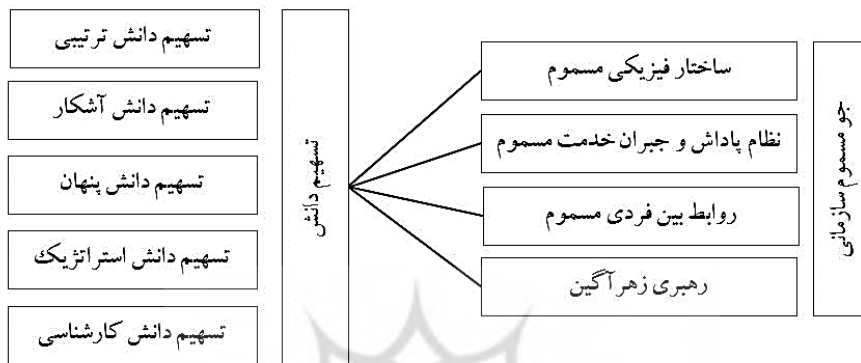 جو مسموم سازمانی
ساختار فیزیکی مسموم
نظام پاداش و جبران خدمت مسموم
روابط بین فردی مسموم
رهبری زهرآگین
تسهیم دانش
تسهیم دانش ترتیبی
تسهیم دانش آشکار
تسهیم دانش پنهان
تسهیم دانش استراتژیک
تسهیم دانش کارشناسی